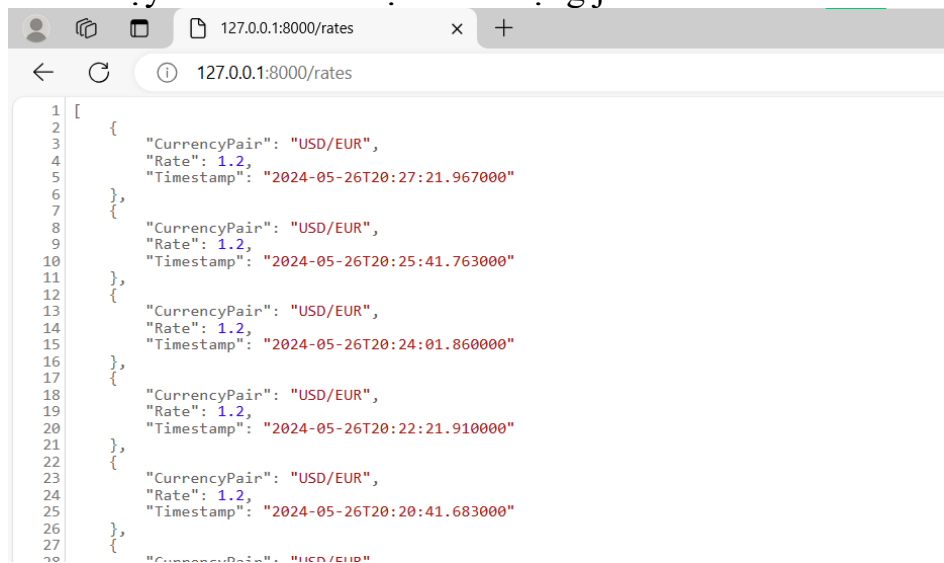 127.0.0.1:8000/rates
127.0.0.1:8000/rates
1 [
2 {
3 "CurrencyPair": "USD/EUR",
4 "Rate": 1.2,
5 "Timestamp": "2024-05-26T20:27:21.967000"
6 },
7 {
8 "CurrencyPair": "USD/EUR",
9 "Rate": 1.2,
10 "Timestamp": "2024-05-26T20:25:41.763000"
11 },
12 {
13 "CurrencyPair": "USD/EUR",
14 "Rate": 1.2,
15 "Timestamp": "2024-05-26T20:24:01.860000"
16 },
17 {
18 "CurrencyPair": "USD/EUR",
19 "Rate": 1.2,
20 "Timestamp": "2024-05-26T20:22:21.910000"
21 },
22 {
23 "CurrencyPair": "USD/EUR",
24 "Rate": 1.2,
25 "Timestamp": "2024-05-26T20:20:41.683000"
26 },
27 {
28 "CurrencyPair": "USD/EUR"